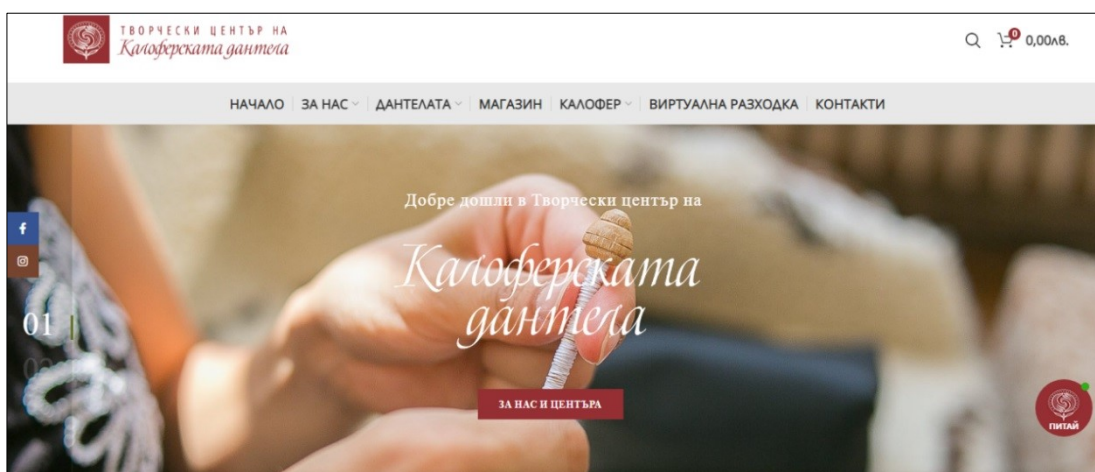 ТВОРЧЕСКИ ЦЕНТЪР НА
Калоферската дантела
0
0,00лв.
НАЧАЛО
ЗА НАС
ДАНТЕЛАТА
МАГАЗИН
КАЛОФЕР
ВИРТУАЛНА РАЗХОДКА
КОНТАКТИ
Добре дошли в Творчески център на
Калоферската
дантела
f
01
ЗА НАС И ЦЕНТЪРА
ПИТАЙ